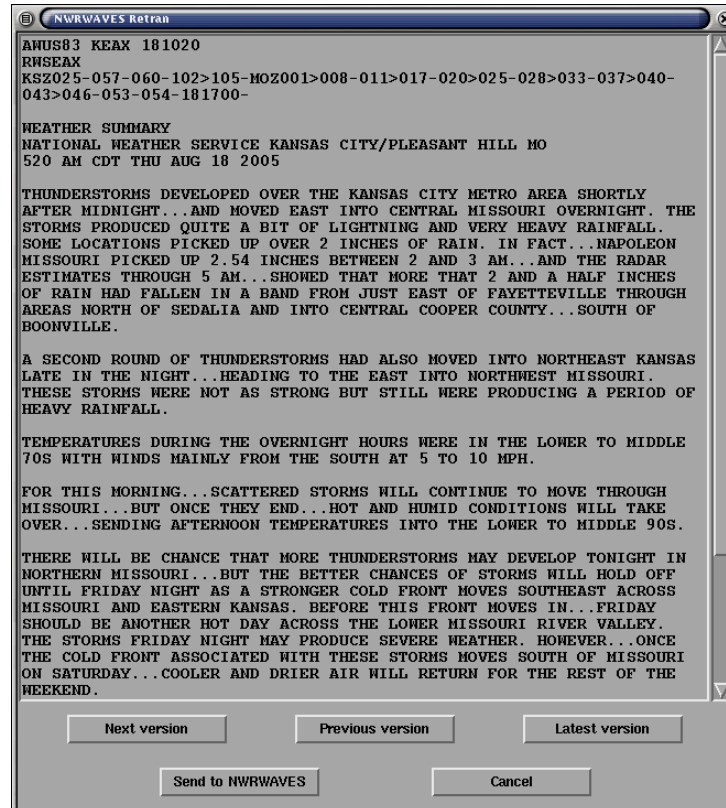 NWRWAVES Retran
AWUS83 KEAX 181020
RWSEAX
KSZ025-057-060-102>105-MOZ001>008-011>017-020>025-028>033-037>040-
043>046-053-054-181700-
WEATHER SUMMARY
NATIONAL WEATHER SERVICE KANSAS CITY/PLEASANT HILL MO
520 AM CDT THU AUG 18 2005
THUNDERSTORMS DEVELOPED OVER THE KANSAS CITY METRO AREA SHORTLY
AFTER MIDNIGHT...AND MOVED EAST INTO CENTRAL MISSOURI OVERNIGHT. THE
STORMS PRODUCED QUITE A BIT OF LIGHTNING AND VERY HEAVY RAINFALL.
SOME LOCATIONS PICKED UP OVER 2 INCHES OF RAIN. IN FACT...NAPOLEON
MISSOURI PICKED UP 2.54 INCHES BETWEEN 2 AND 3 AM...AND THE RADAR
ESTIMATES THROUGH 5 AM...SHOWED THAT MORE THAT 2 AND A HALF INCHES
OF RAIN HAD FALLEN IN A BAND FROM JUST EAST OF FAYETTEVILLE THROUGH
AREAS NORTH OF SEDALIA AND INTO CENTRAL COOPER COUNTY...SOUTH OF
BOONVILLE.
A SECOND ROUND OF THUNDERSTORMS HAD ALSO MOVED INTO NORTHEAST KANSAS
LATE IN THE NIGHT...HEADING TO THE EAST INTO NORTHWEST MISSOURI.
THESE STORMS WERE NOT AS STRONG BUT STILL WERE PRODUCING A PERIOD OF
HEAVY RAINFALL.
TEMPERATURES DURING THE OVERNIGHT HOURS WERE IN THE LOWER TO MIDDLE
70S WITH WINDS MAINLY FROM THE SOUTH AT 5 TO 10 MPH.
FOR THIS MORNING...SCATTERED STORMS WILL CONTINUE TO MOVE THROUGH
MISSOURI...BUT ONCE THEY END...HOT AND HUMID CONDITIONS WILL TAKE
OVER...SENDING AFTERNOON TEMPERATURES INTO THE LOWER TO MIDDLE 90S.
THERE WILL BE CHANCE THAT MORE THUNDERSTORMS MAY DEVELOP TONIGHT IN
NORTHERN MISSOURI...BUT THE BETTER CHANCES OF STORMS WILL HOLD OFF
UNTIL FRIDAY NIGHT AS A STRONGER COLD FRONT MOVES SOUTHEAST ACROSS
MISSOURI AND EASTERN KANSAS. BEFORE THIS FRONT MOVES IN...FRIDAY
SHOULD BE ANOTHER HOT DAY ACROSS THE LOWER MISSOURI RIVER VALLEY.
THE STORMS FRIDAY NIGHT MAY PRODUCE SEVERE WEATHER. HOWEVER...ONCE
THE COLD FRONT ASSOCIATED WITH THESE STORMS MOVES SOUTH OF MISSOURI
ON SATURDAY...COOLER AND DRIER AIR WILL RETURN FOR THE REST OF THE
WEEKEND.
Next version Previous version Latest version
Send to NWRWAVES Cancel